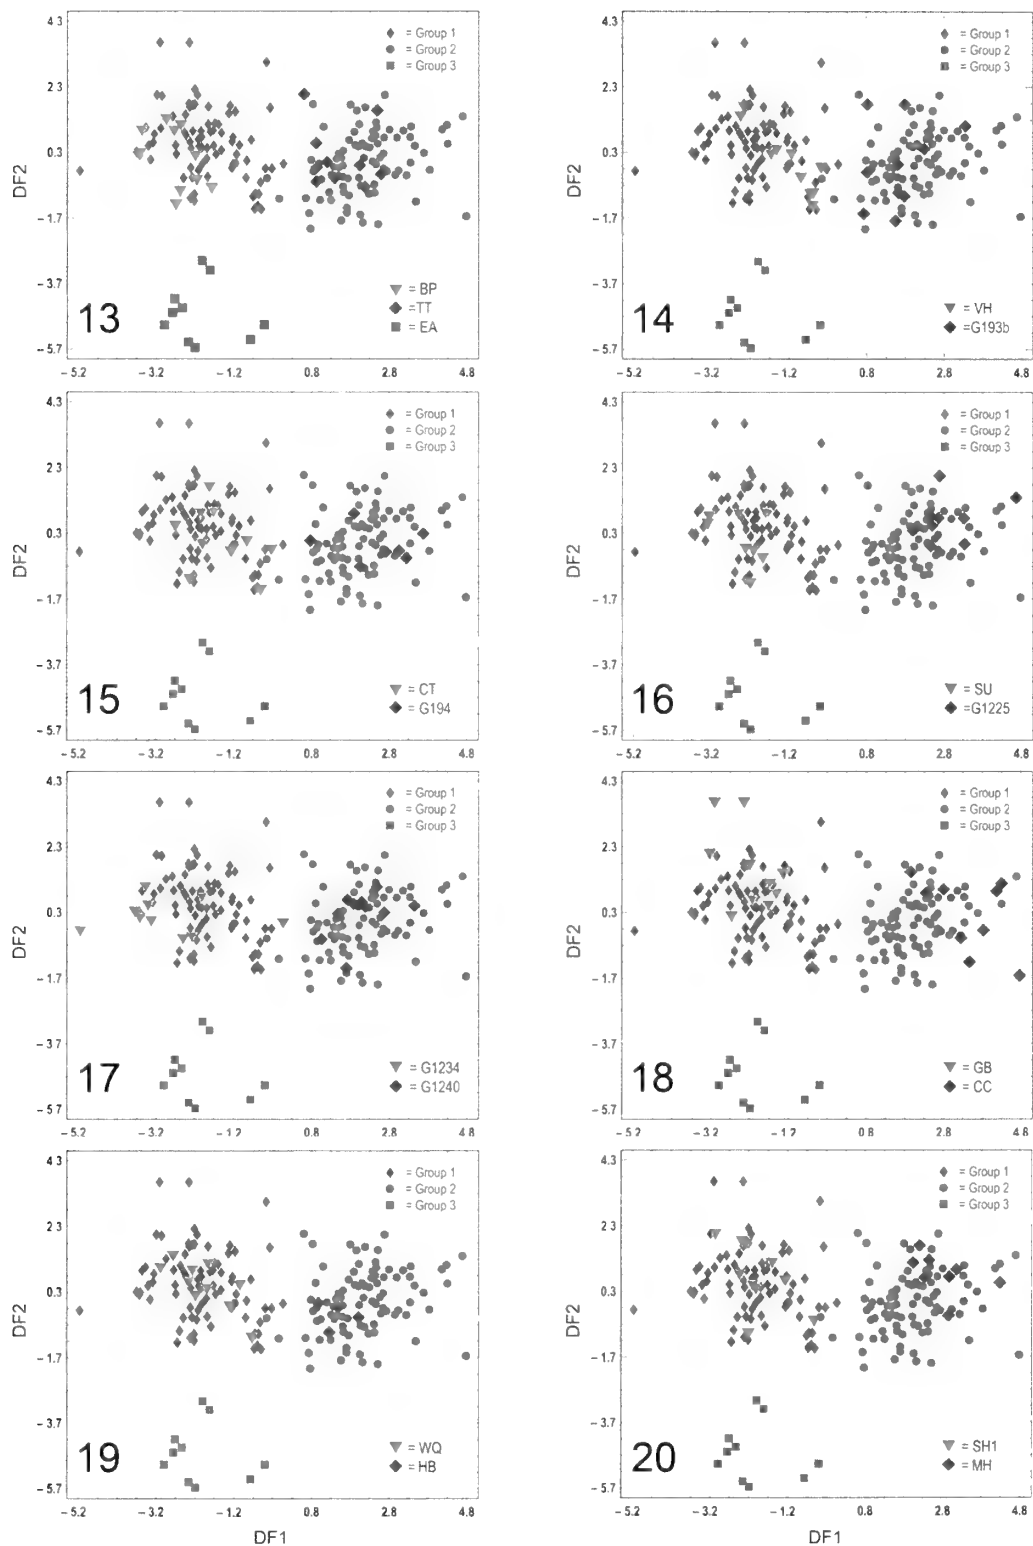 4.3
2.3
0.3
−1.7
−3.7
−5.7
DF2
= Group 1
= Group 2
= Group 3
13
= BP
=TT
= EA
−5.2 −3.2 −1.2 0.8 2.8 4.8
4.3
2.3
0.3
−1.7
−3.7
−5.7
DF2
= Group 1
= Group 2
= Group 3
14
= VH
=G193b
−5.2 −3.2 −1.2 0.8 2.8 4.8
4.3
2.3
0.3
−1.7
−3.7
−5.7
DF2
= Group 1
= Group 2
= Group 3
15
= CT
= G194
−5.2 −3.2 −1.2 0.8 2.8 4.8
4.3
2.3
0.3
−1.7
−3.7
−5.7
DF2
= Group 1
= Group 2
= Group 3
16
= SU
=G1225
−5.2 −3.2 −1.2 0.8 2.8 4.8
4.3
2.3
0.3
−1.7
−3.7
−5.7
DF2
= Group 1
= Group 2
= Group 3
17
= G1234
= G1240
−5.2 −3.2 −1.2 0.8 2.8 4.8
4.3
2.3
0.3
−1.7
−3.7
−5.7
DF2
= Group 1
= Group 2
= Group 3
18
= GB
= CC
−5.2 −3.2 −1.2 0.8 2.8 4.8
4.3
2.3
0.3
−1.7
−3.7
−5.7
DF2
= Group 1
= Group 2
= Group 3
19
= WQ
= HB
−5.2 −3.2 −1.2 0.8 2.8 4.8
DF1
4.3
2.3
0.3
−1.7
−3.7
−5.7
DF2
= Group 1
= Group 2
= Group 3
20
= SH1
= MH
−5.2 −3.2 −1.2 0.8 2.8 4.8
DF1